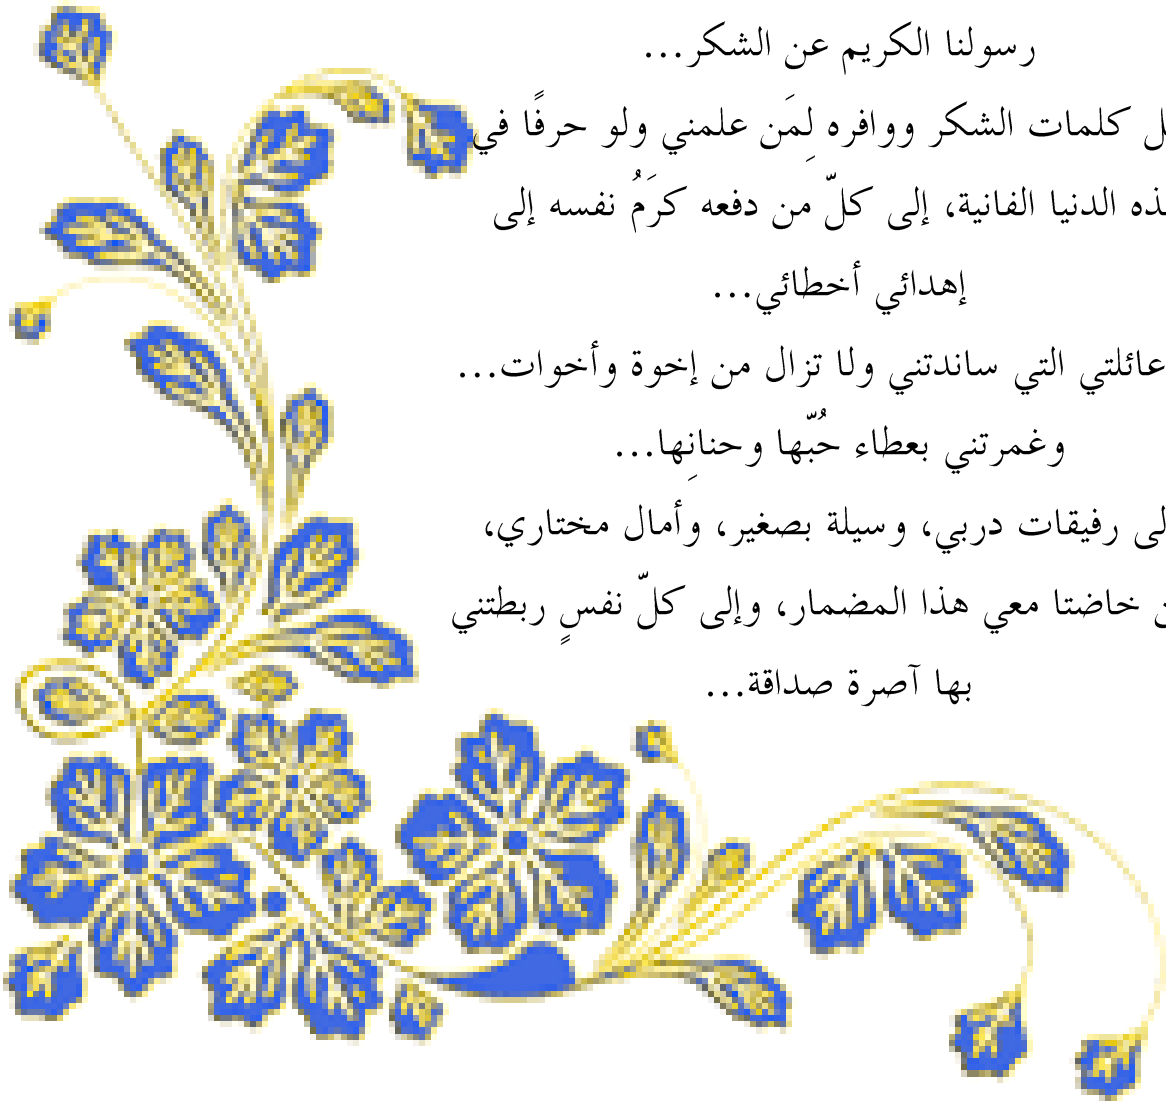 رسولنا الكريم عن الشكر...
كلمات الشكر ووافره لِمَن علمني ولو حرفًا في
الدنيا الفانية، إلى كلّ من دفعه كرَمُ نفسه إلى
إهدائي أخطائي...
عائلتي التي ساندتني ولا تزال من إخوة وأخوات...
وغمرتني بعطاء حُبّها وحنانِها...
رفيقات دربي، وسيلة بصغير، وأمال مختاري،
خاضتا معي هذا المضمار، وإلى كلّ نفسٍ ربطتني
بها آصرة صداقة...